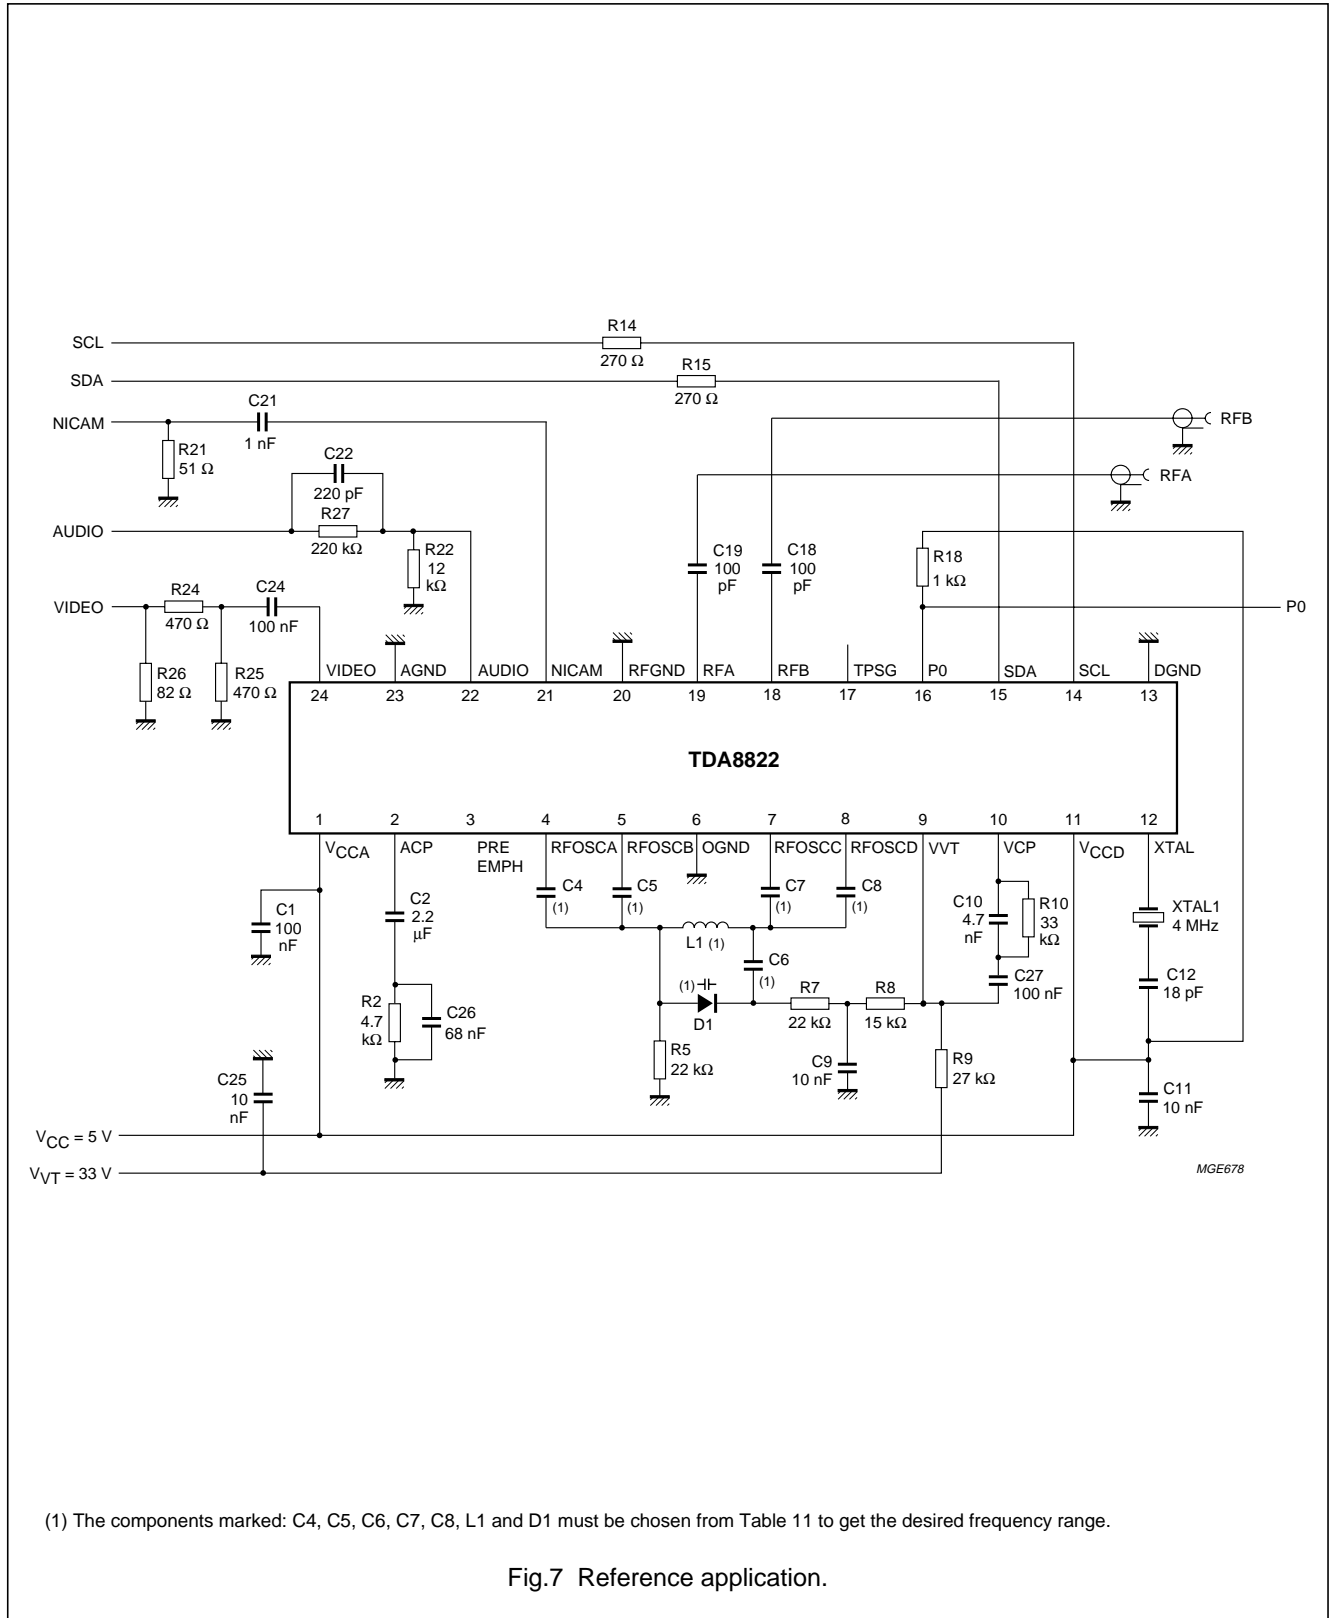 SCL
R14
270 Ω
SDA
R15
270 Ω
NICAM
C21
1 nF
R21
51 Ω
RFB
RFA
C22
220 pF
AUDIO
R27
220 kΩ
R22
12
kΩ
C19
100
pF
C18
100
pF
R18
1 kΩ
VIDEO
R24
470 Ω
C24
100 nF
P0
R26
82 Ω
R25
470 Ω
VIDEO
AGND
AUDIO
NICAM
RFGND
RFA
RFB
TPSG
P0
SDA
SCL
DGND
24 23 22 21 20 19 18 17 16 15 14 13
TDA8822
1 2 3 4 5 6 7 8 9 10 11 12
VCCA
ACP
PRE
EMPH
RFOSCA
RFOSCB
OGND
RFOSCC
RFOSCD
VVT
VCP
VCCD
XTAL
C1
100
nF
C2
2.2
μF
C4
(1)
C5
(1)
C7
(1)
C8
(1)
L1 (1)
C6
(1)
C10
4.7
nF
R10
33
kΩ
XTAL1
4 MHz
R2
4.7
kΩ
C26
68 nF
(1)
D1
R7
22 kΩ
R8
15 kΩ
C27
100 nF
C12
18 pF
R5
22 kΩ
C9
10 nF
R9
27 kΩ
C25
10
nF
C11
10 nF
VCC = 5 V
VVT = 33 V
MGE678
(1) The components marked: C4, C5, C6, C7, C8, L1 and D1 must be chosen from Table 11 to get the desired frequency range.
Fig.7 Reference application.